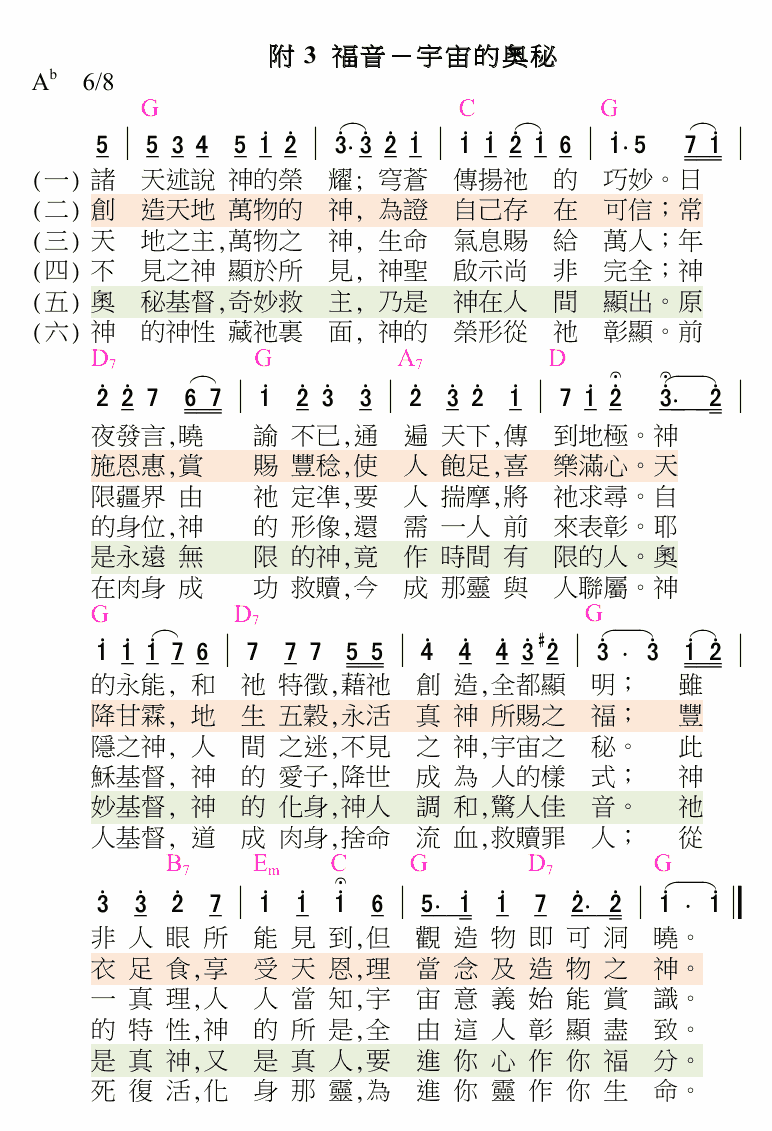 附 3 福音－宇宙的奧秘
Aᵇ 6/8
G C G
5 | 5 3 4 5 i 2 | 3· 3 2 i | i i 2 i 6 | i· 5 7 i |
(一) 諸 天述說 神的榮 耀; 穹蒼 傳揚祂 的 巧妙。日
(二) 創 造天地 萬物的 神, 為證 自己存 在 可信；常
(三) 天 地之主,萬物之 神, 生命 氣息賜 給 萬人；年
(四) 不 見之神 顯於所 見, 神聖 啟示尚 非 完全；神
(五) 奧 秘基督,奇妙救 主, 乃是 神在人 間 顯出。原
(六) 神 的神性 藏祂裏 面, 神的 榮形從 祂 彰顯。前
D₇ G A₇ D
2 2 7 6 7 | i 2 3 3 | 2 3 2 i | 7 i 2 3· 2 |
夜發言,曉 諭 不已,通 遍 天下,傳 到地極。神
施恩惠,賞 賜 豐稔,使 人 飽足,喜 樂滿心。天
限疆界 由 祂 定準,要 人 揣摩,將 祂求尋。自
的身位,神 的 形像,還 需 一人 前 來表彰。耶
是永遠 無 限 的神,竟 作 時間 有 限的人。奧
在肉身 成 功 救贖,今 成 那靈 與 人聯屬。神
G D₇ G
i i i 7 6 | 7 7 7 5 5 | 4 4 4 3 #2 | 3 · 3 i 2 |
的永能, 和 祂 特徵,藉祂 創 造,全都顯 明； 雖
降甘霖, 地 生 五穀,永活 真 神 所賜之 福； 豐
隱之神, 人 間 之迷,不見 之 神,宇宙之 秘。 此
穌基督, 神 的 愛子,降世 成 為 人的樣 式； 神
妙基督, 神 的 化身,神人 調 和,驚人佳 音。 祂
人基督, 道 成 肉身,捨命 流 血,救贖罪 人； 從
B₇ Eₘ C G D₇ G
3 3 2 7 | i i i 6 | 5· i i 7 2· 2 | i · i ‖
非 人 眼 所 能 見 到,但 觀 造 物 即 可 洞 曉。
衣 足 食,享 受 天 恩,理 當 念 及 造 物 之 神。
一 真 理,人 人 當 知,宇 宙 意 義 始 能 賞 識。
的 特 性,神 的 所 是,全 由 這 人 彰 顯 盡 致。
是 真 神,又 是 真 人,要 進 你 心 作 你 福 分。
死 復 活,化 身 那 靈,為 進 你 靈 作 你 生 命。